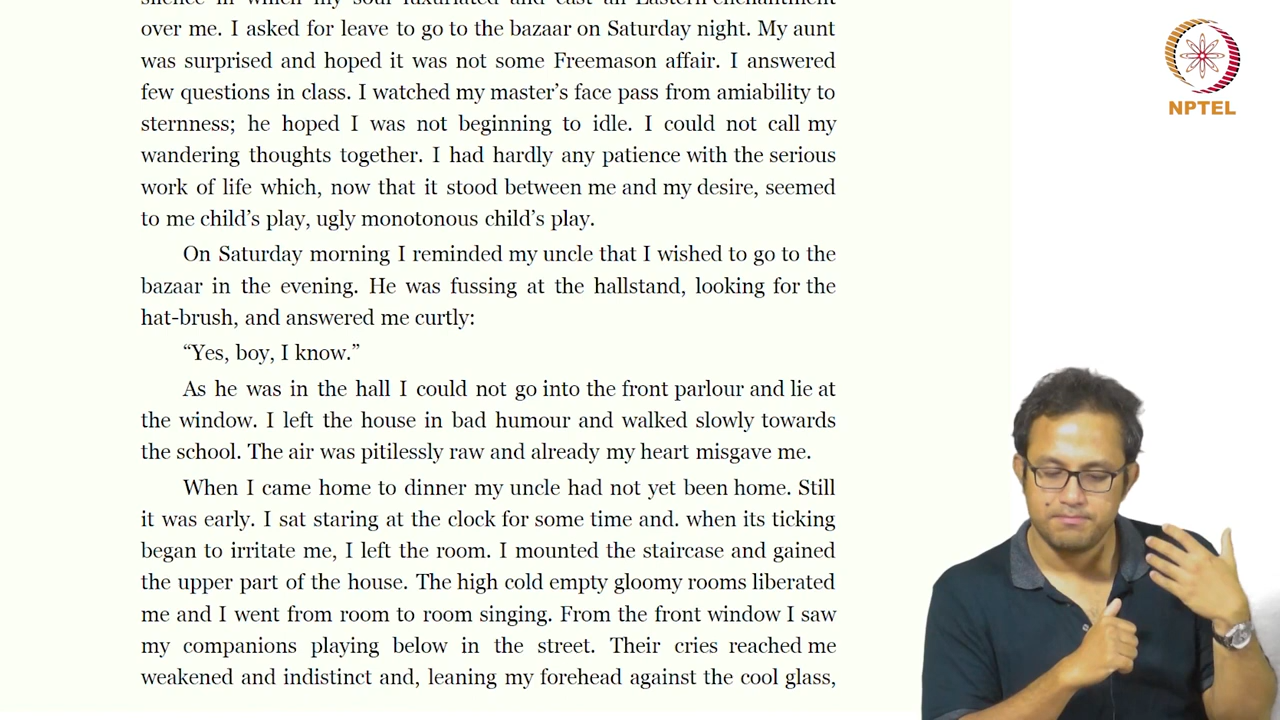 silence in which my soul luxuriated and cast an Eastern enchantment
over me. I asked for leave to go to the bazaar on Saturday night. My aunt
was surprised and hoped it was not some Freemason affair. I answered
few questions in class. I watched my master’s face pass from amiability to
sternness; he hoped I was not beginning to idle. I could not call my
wandering thoughts together. I had hardly any patience with the serious
work of life which, now that it stood between me and my desire, seemed
to me child’s play, ugly monotonous child’s play.
On Saturday morning I reminded my uncle that I wished to go to the
bazaar in the evening. He was fussing at the hallstand, looking for the
hat-brush, and answered me curtly:
“Yes, boy, I know.”
As he was in the hall I could not go into the front parlour and lie at
the window. I left the house in bad humour and walked slowly towards
the school. The air was pitilessly raw and already my heart misgave me.
When I came home to dinner my uncle had not yet been home. Still
it was early. I sat staring at the clock for some time and. when its ticking
began to irritate me, I left the room. I mounted the staircase and gained
the upper part of the house. The high cold empty gloomy rooms liberated
me and I went from room to room singing. From the front window I saw
my companions playing below in the street. Their cries reached me
weakened and indistinct and, leaning my forehead against the cool glass,
NPTEL